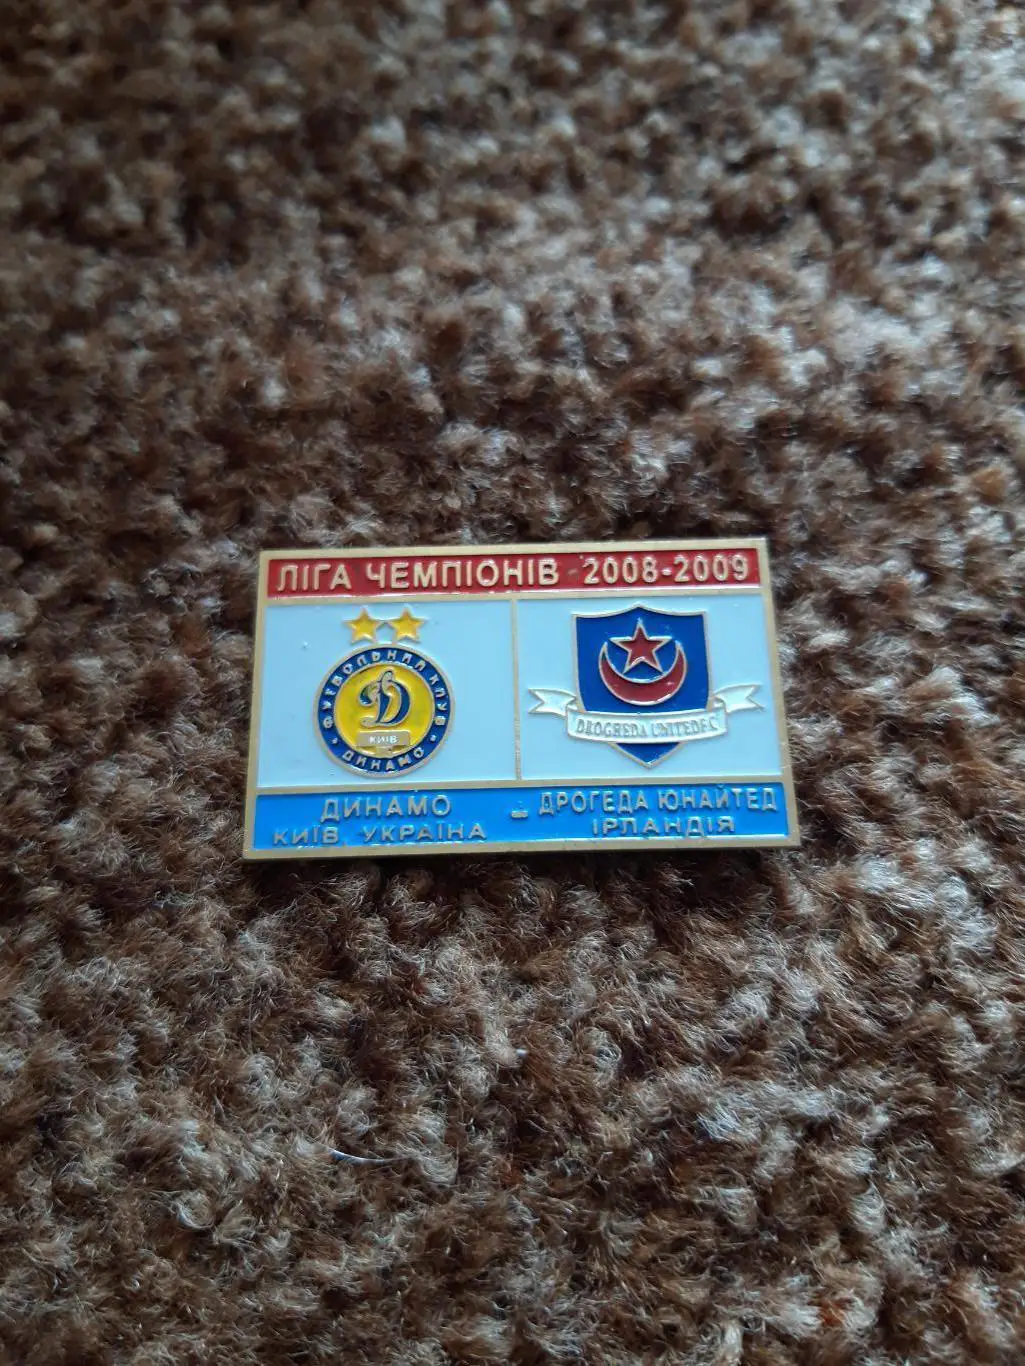 ЛІГА ЧЕМПІОНІВ - 2008-2009
ФУТБОЛЬНИЙ КЛУБ
Д
КИЇВ
ДИНАМО
DROGHEDA UNITED F.C
ДИНАМО - ДРОГЕДА ЮНАЙТЕД
КИЇВ УКРАЇНА ІРЛАНДІЯ